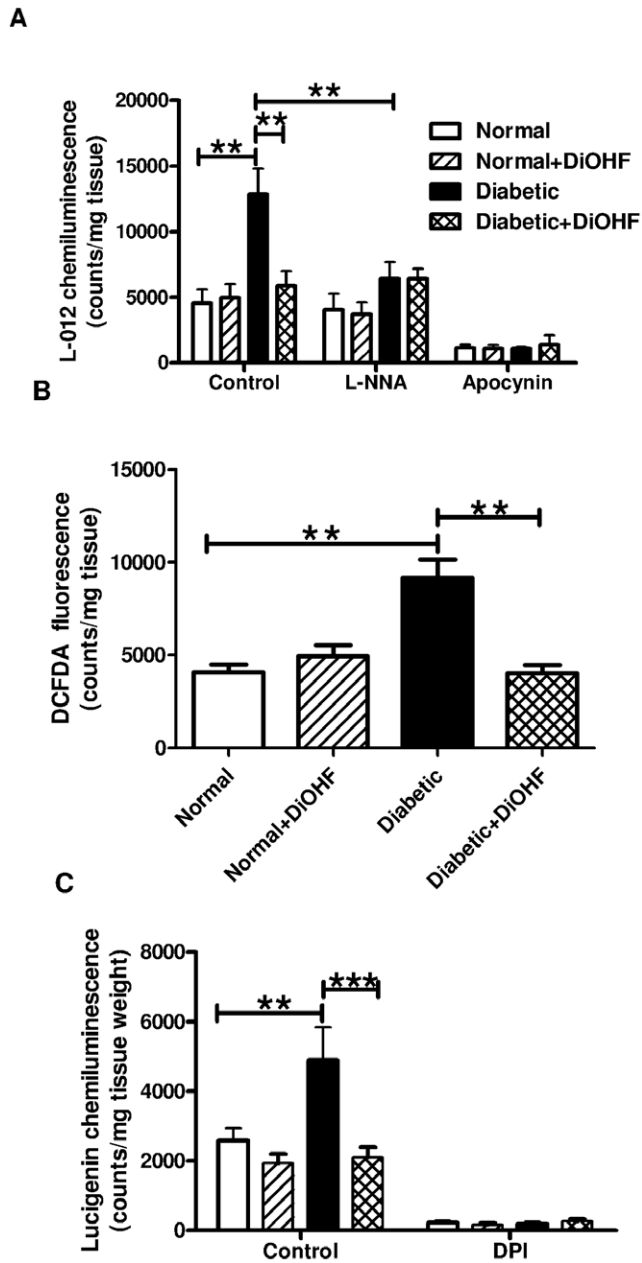 A
L-012 chemiluminescence
(counts/mg tissue)
20000
15000
10000
5000
0
**
**
**
Normal
Normal+DiOHF
Diabetic
Diabetic+DiOHF
Control
L-NNA
Apocynin
B
DCFDA fluorescence
(counts/mg tissue)
15000
10000
5000
0
**
**
Normal
Normal+DiOHF
Diabetic
Diabetic+DiOHF
C
Lucigenin chemiluminescence
(counts/mg tissue weight)
8000
6000
4000
2000
0
**
***
Control
DPI